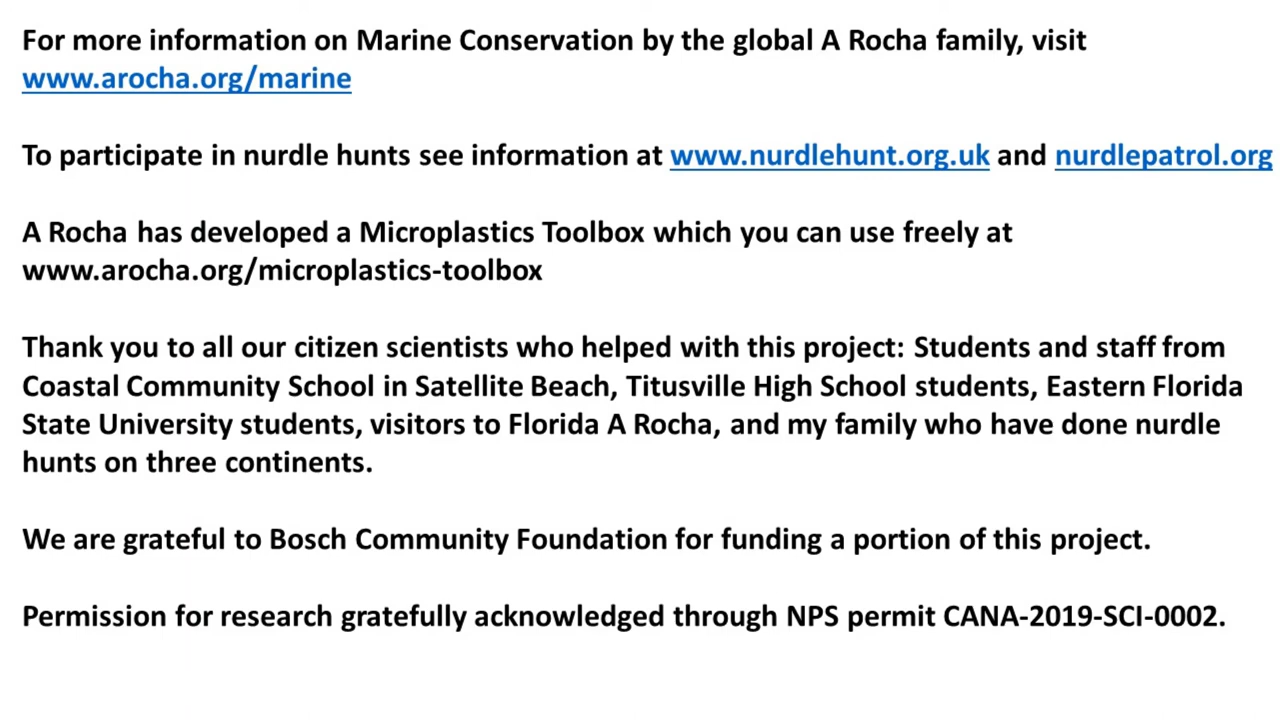 For more information on Marine Conservation by the global A Rocha family, visit
www.arocha.org/marine
To participate in nurdle hunts see information at www.nurdlehunt.org.uk and nurdlepatrol.org
A Rocha has developed a Microplastics Toolbox which you can use freely at
www.arocha.org/microplastics-toolbox
Thank you to all our citizen scientists who helped with this project: Students and staff from
Coastal Community School in Satellite Beach, Titusville High School students, Eastern Florida
State University students, visitors to Florida A Rocha, and my family who have done nurdle
hunts on three continents.
We are grateful to Bosch Community Foundation for funding a portion of this project.
Permission for research gratefully acknowledged through NPS permit CANA-2019-SCI-0002.